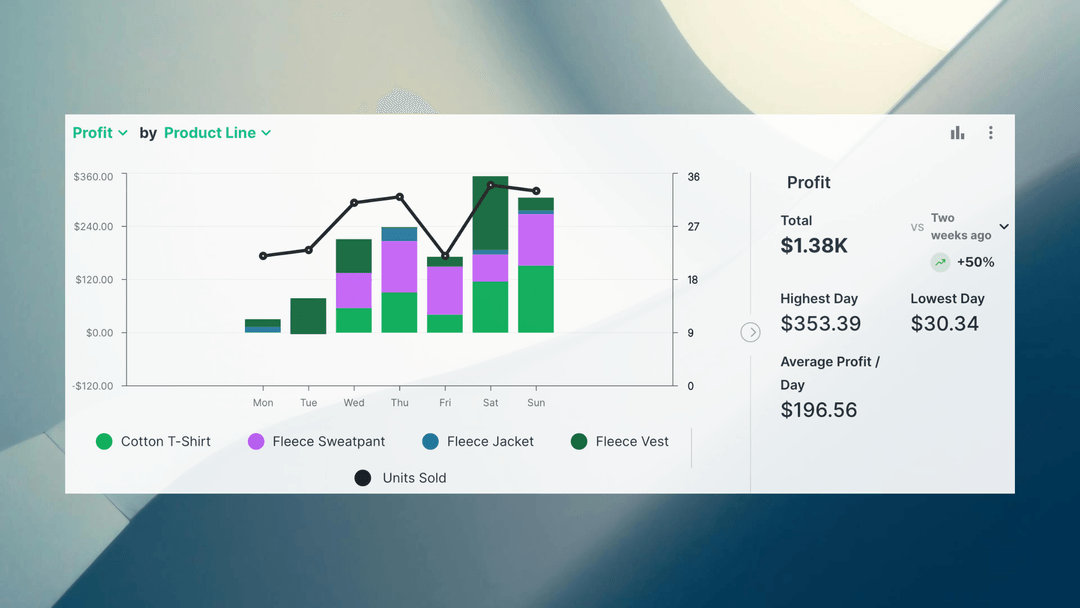 Profit by Product Line
$360.00
$240.00
$120.00
$0.00
-$120.00
36
27
18
9
0
Mon Tue Wed Thu Fri Sat Sun
Cotton T-Shirt Fleece Sweatpant Fleece Jacket Fleece Vest
Units Sold
Profit
Total
$1.38K
vs Two
weeks ago
+50%
Highest Day
$353.39
Lowest Day
$30.34
Average Profit /
Day
$196.56